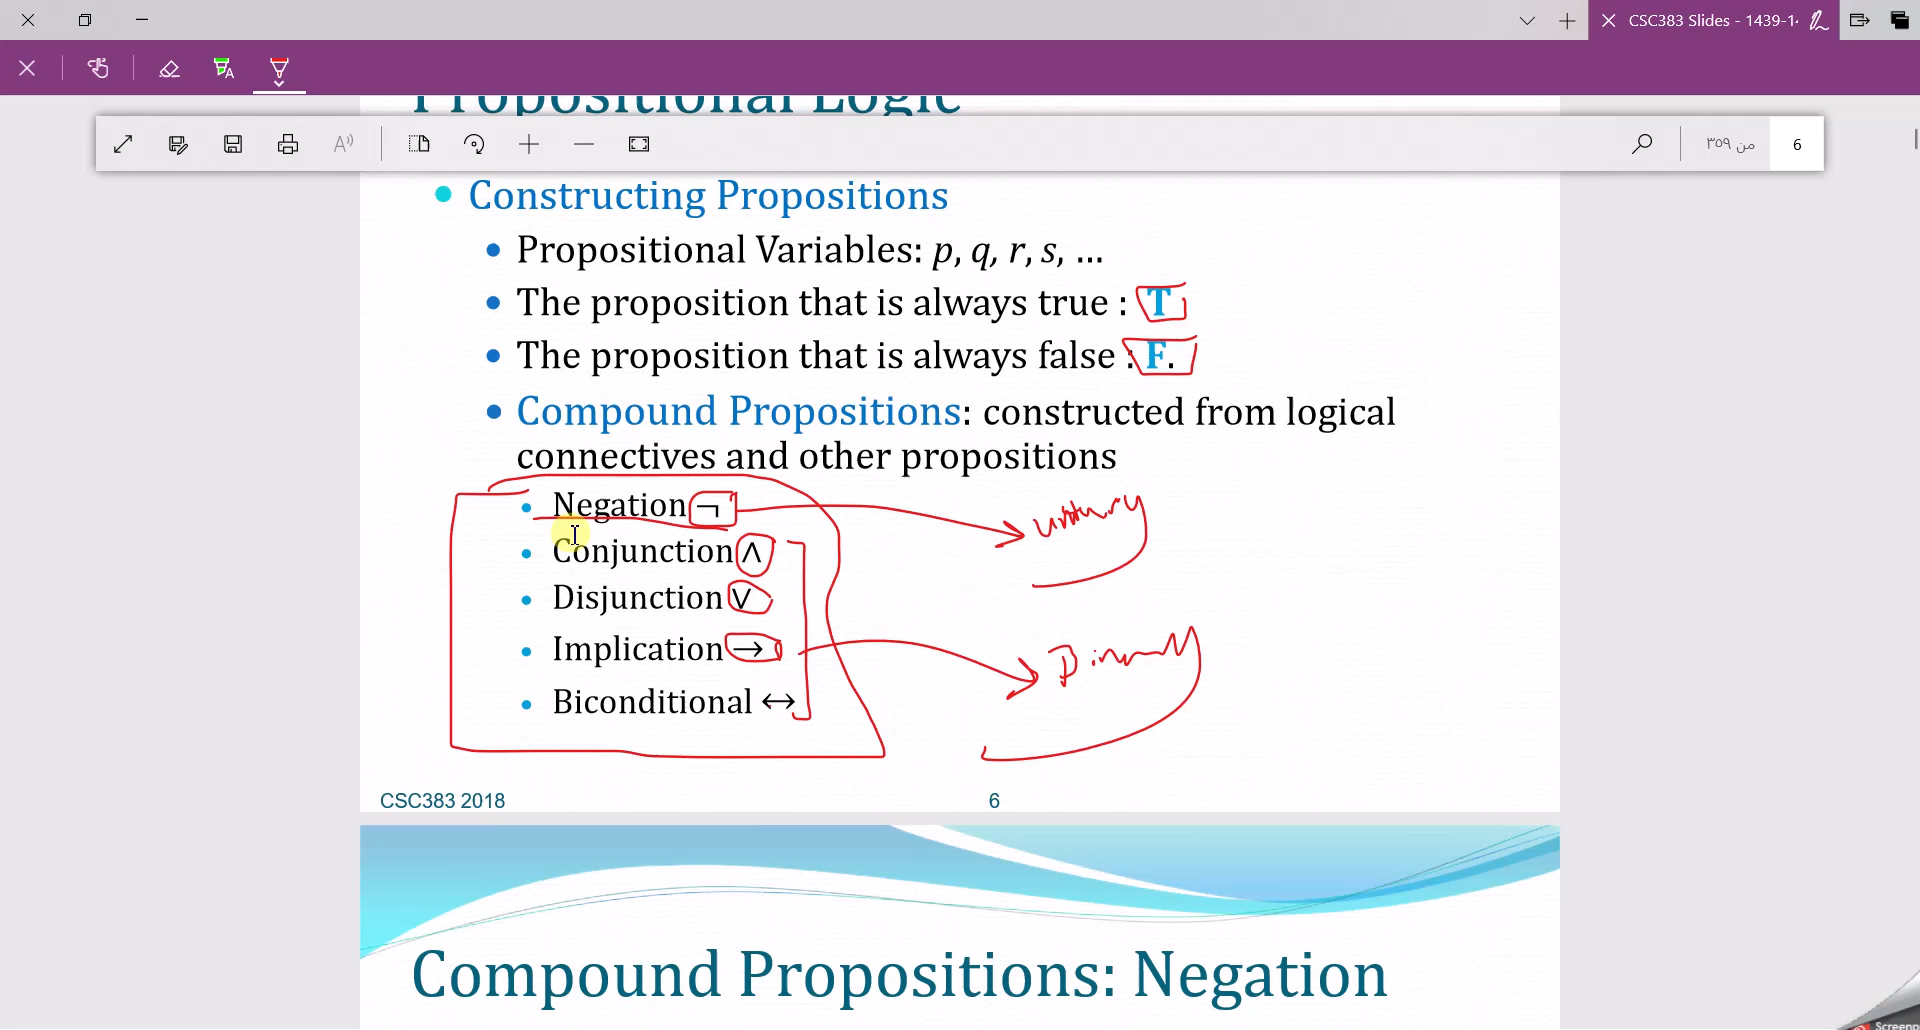 CSC383 Slides - 1439-1
Propositional Logic
6 من ٣٥٩
Constructing Propositions
Propositional Variables: p, q, r, s, ...
The proposition that is always true : T
The proposition that is always false : F.
Compound Propositions: constructed from logical
connectives and other propositions
Negation ¬
Conjunction ∧
Disjunction ∨
Implication →
Biconditional ↔
CSC383 2018
6
Compound Propositions: Negation